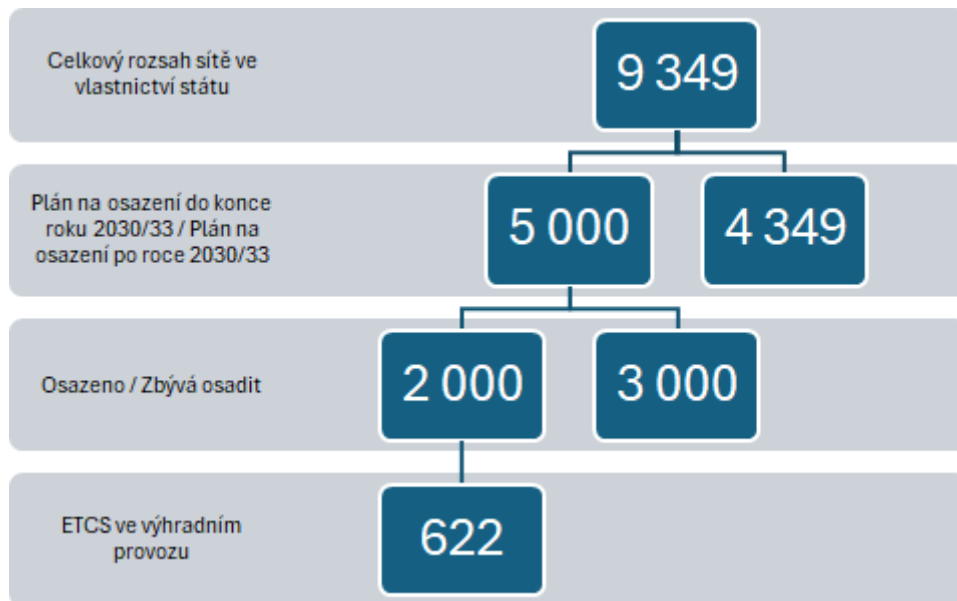 Celkový rozsah sítě ve
vlastnictví státu
9 349
Plán na osazení do konce
roku 2030/33 / Plán na
osazení po roce 2030/33
5 000
4 349
Osazeno / Zbývá osadit
2 000
3 000
ETCS ve výhradním
provozu
622